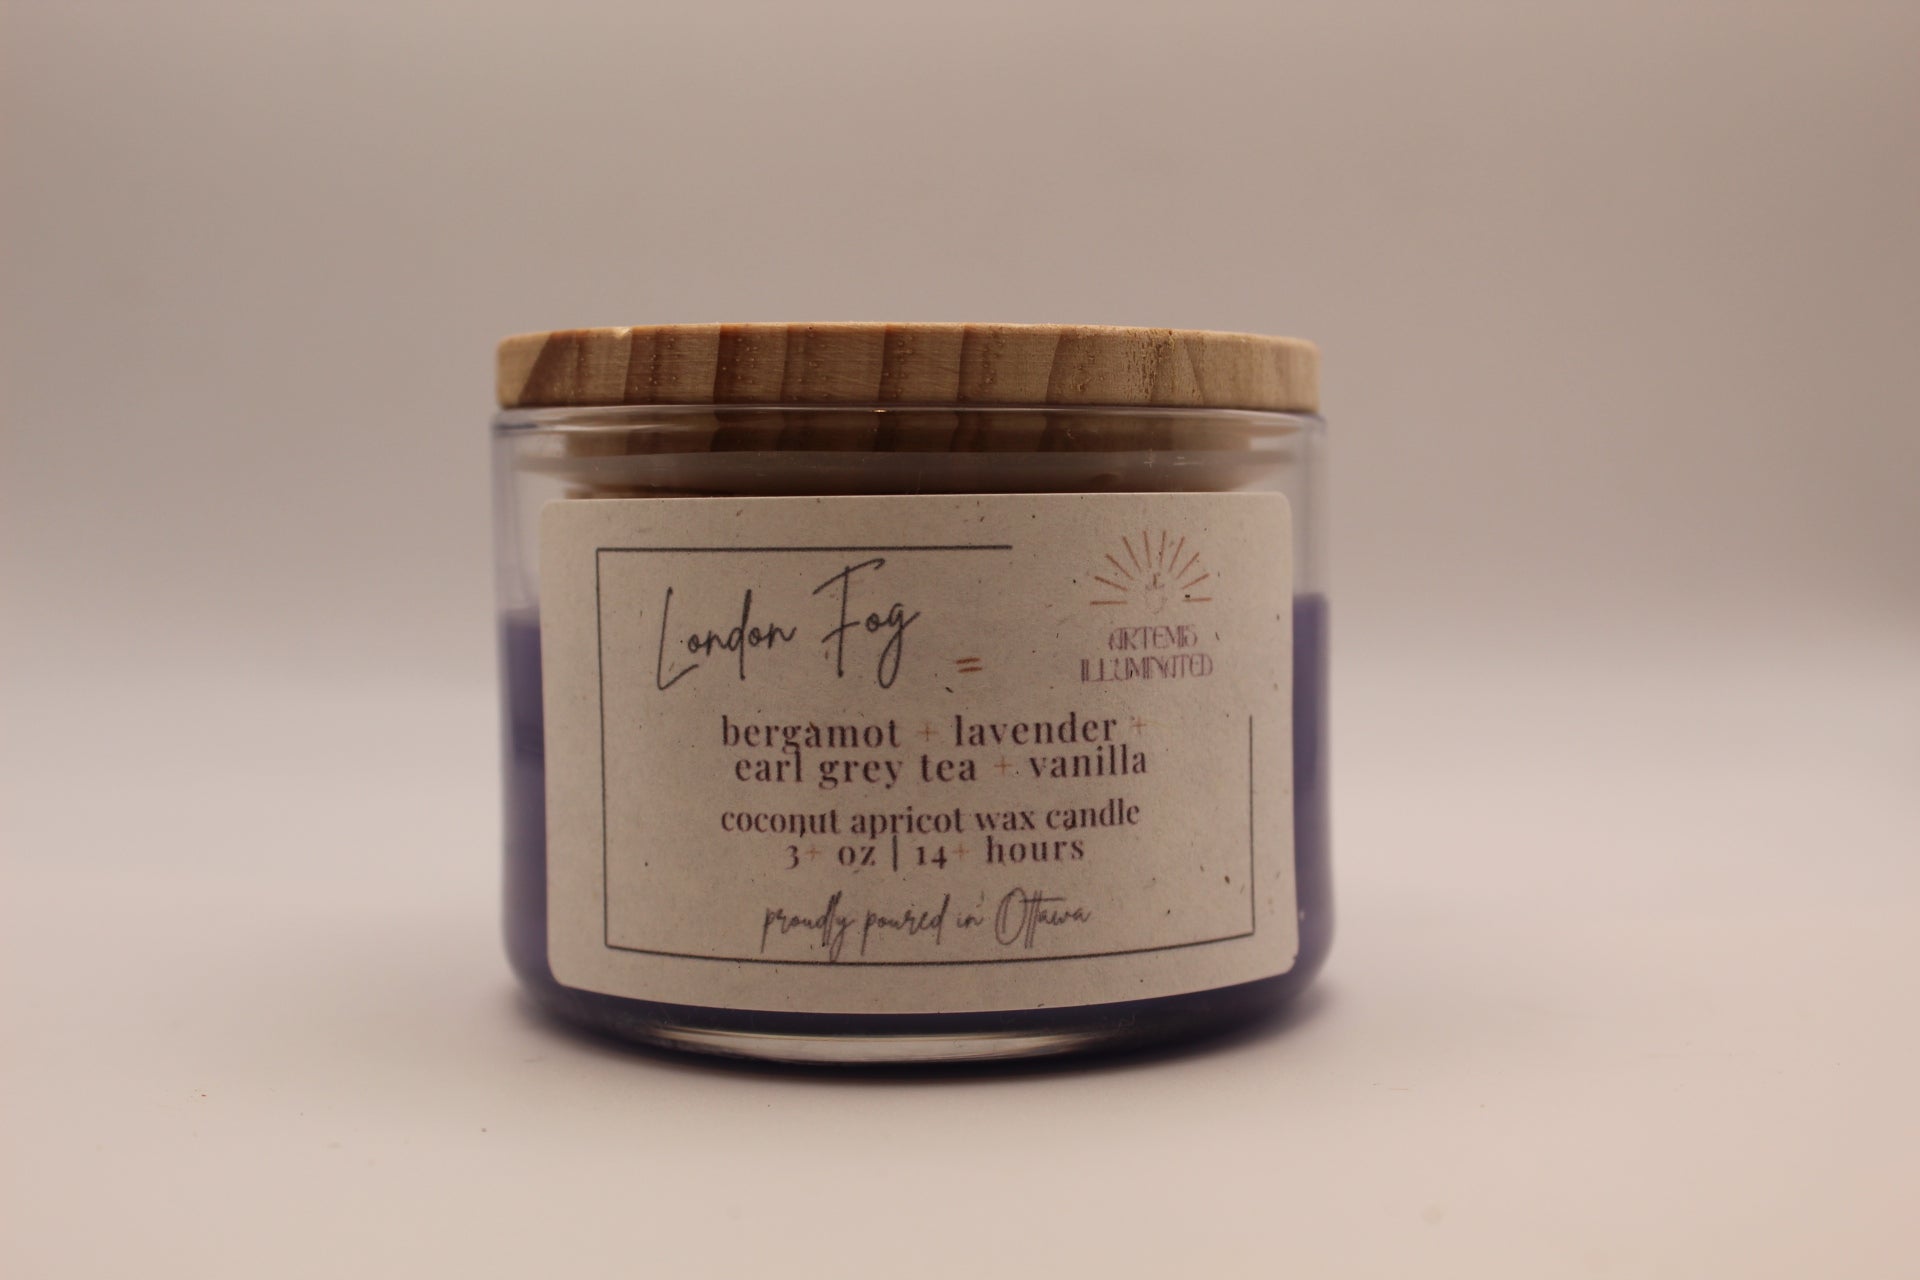 London Fog =
ARTEMIS
ILLUMINATED
bergamot + lavender +
earl grey tea + vanilla
coconut apricot wax candle
3+ oz | 14+ hours
proudly poured in Ottawa